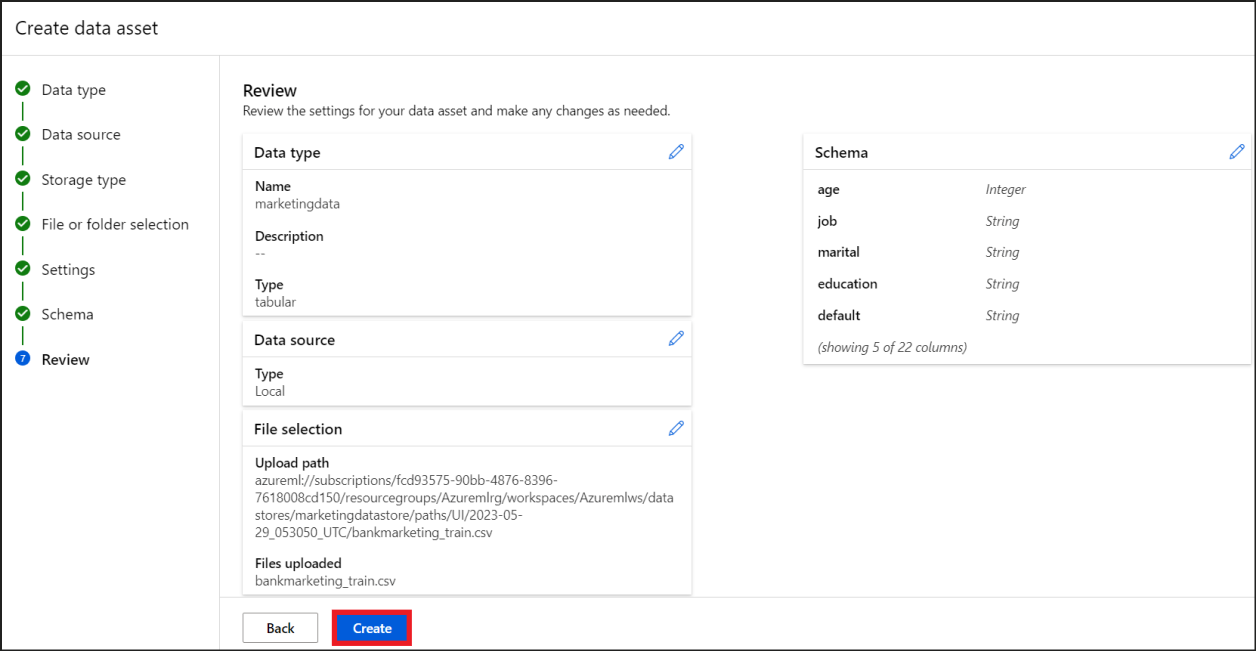 Create data asset
Data type
Data source
Storage type
File or folder selection
Settings
Schema
7
Review
Review
Review the settings for your data asset and make any changes as needed.
Data type
Name
marketingdata
Description
--
Type
tabular
Data source
Type
Local
File selection
Upload path
azureml://subscriptions/fcd93575-90bb-4876-8396-
7618008cd150/resourcegroups/Azuremlrg/workspaces/Azuremlws/data
stores/marketingdatastore/paths/UI/2023-05-
29_053050_UTC/bankmarketing_train.csv
Files uploaded
bankmarketing_train.csv
Schema
age Integer
job String
marital String
education String
default String
(showing 5 of 22 columns)
Back
Create